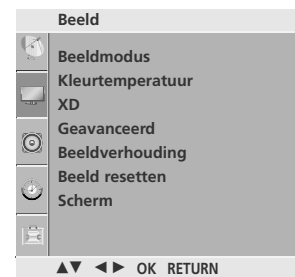 Beeld
Beeldmodus
Kleurtemperatuur
XD
Geavanceerd
Beeldverhouding
Beeld resetten
Scherm
▲▼ ◄► OK RETURN